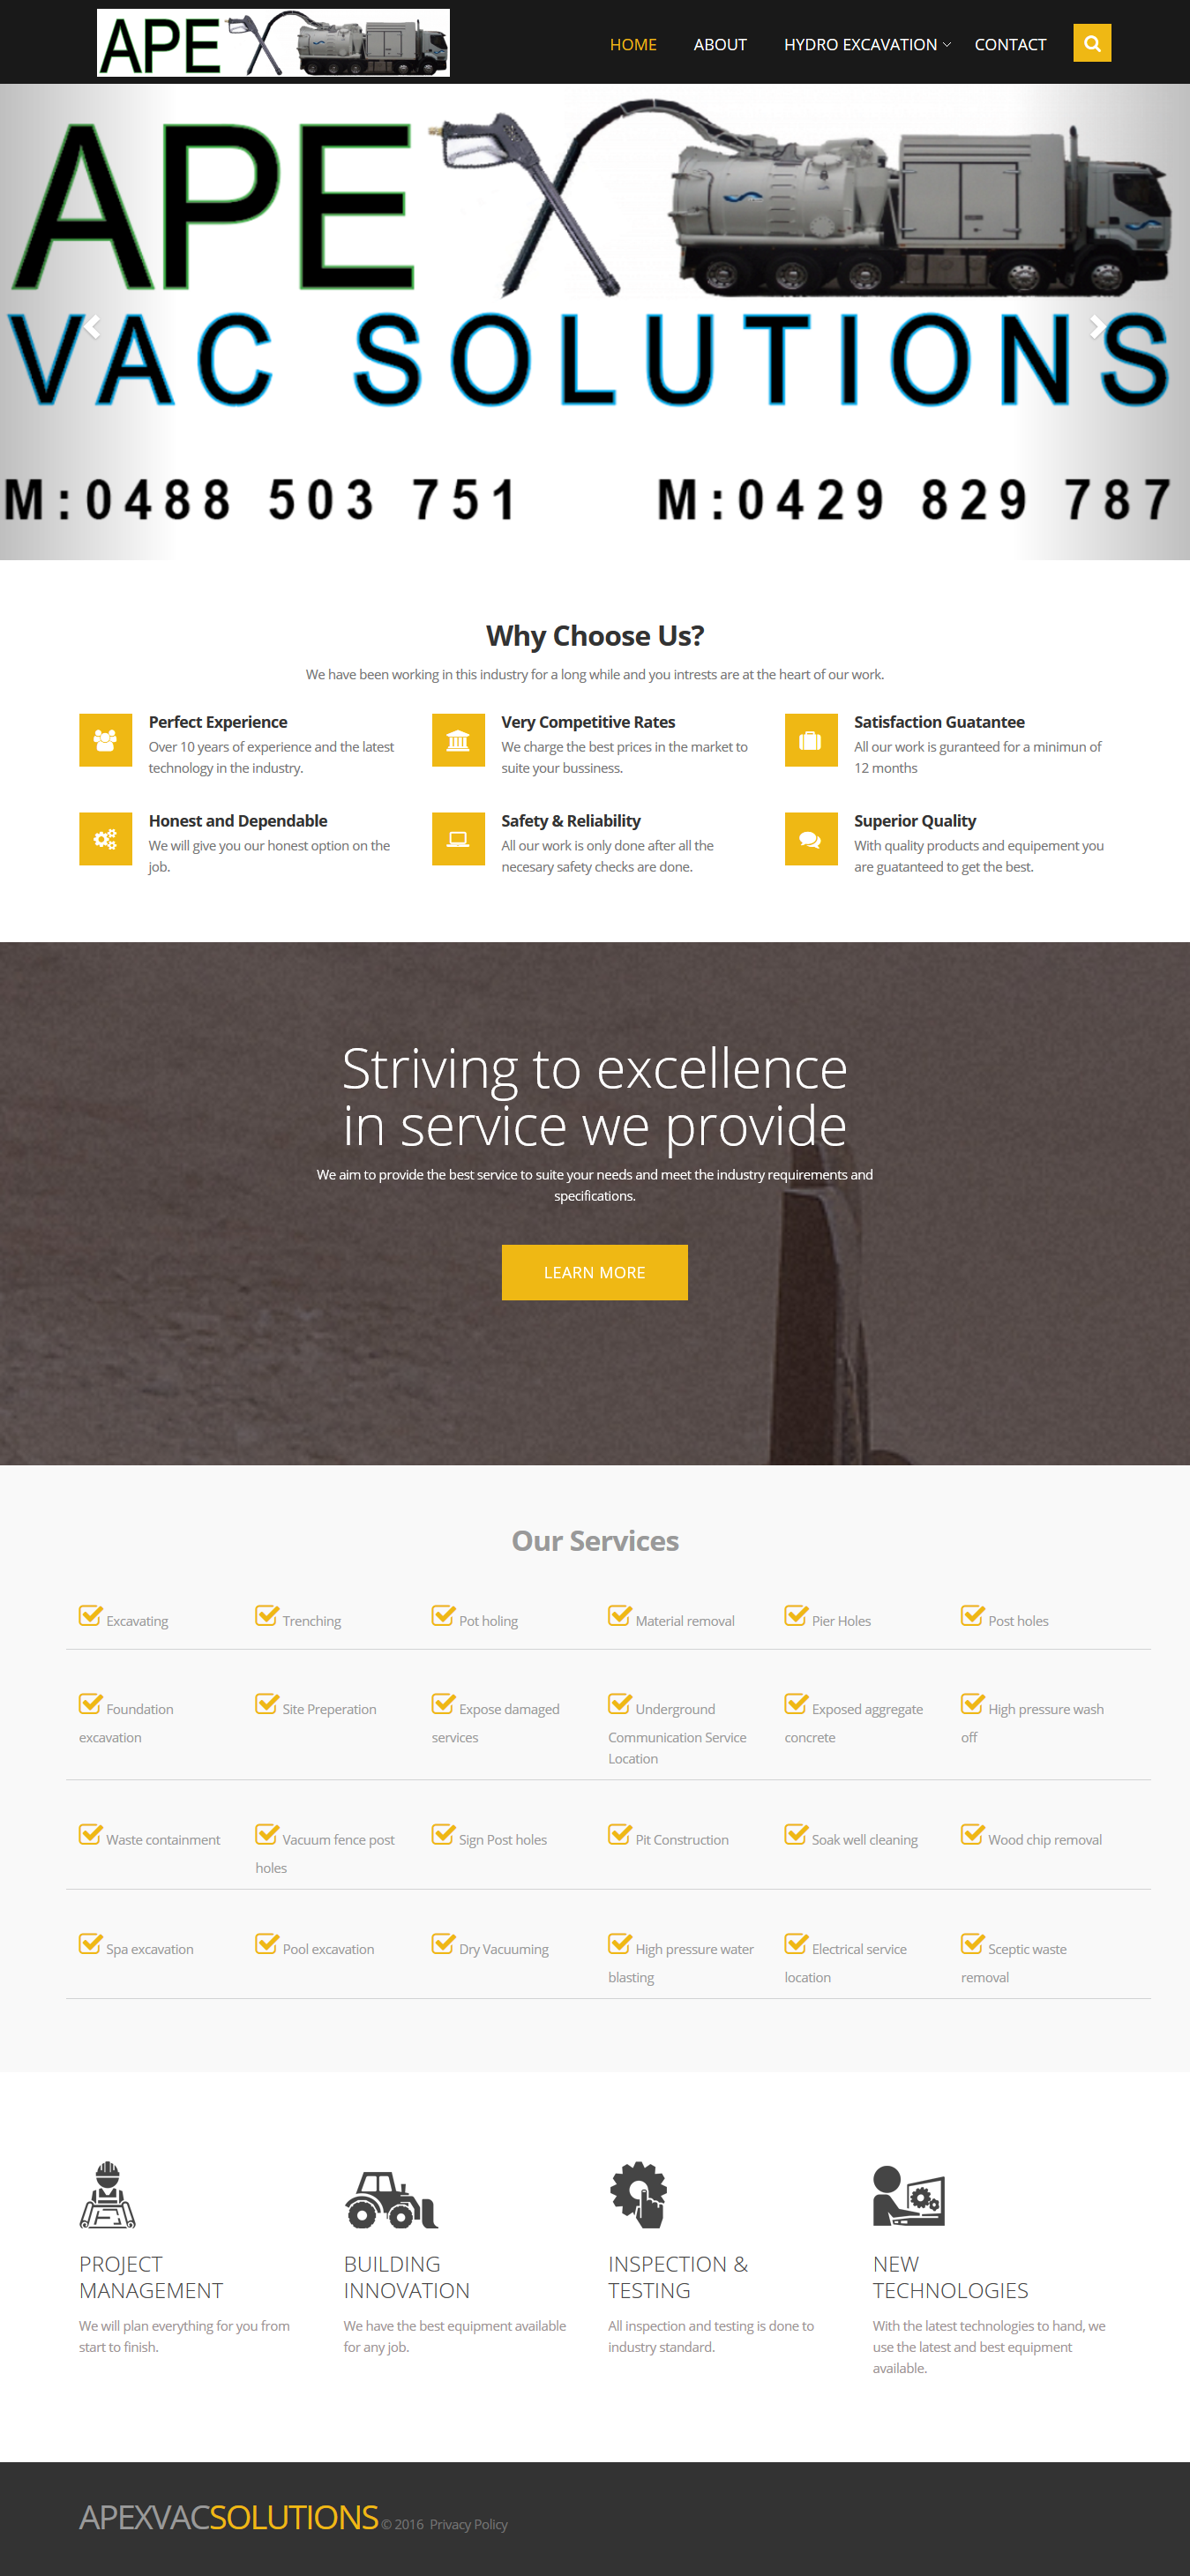 APE X
HOME ABOUT HYDRO EXCAVATION CONTACT
APE X
VAC SOLUTIONS
M:0488 503 751 M:0429 829 787
Why Choose Us?
We have been working in this industry for a long while and you intrests are at the heart of our work.
Perfect Experience
Over 10 years of experience and the latest
technology in the industry.
Very Competitive Rates
We charge the best prices in the market to
suite your bussiness.
Satisfaction Guatantee
All our work is guranteed for a minimun of
12 months
Honest and Dependable
We will give you our honest option on the
job.
Safety & Reliability
All our work is only done after all the
necesary safety checks are done.
Superior Quality
With quality products and equipement you
are guatanteed to get the best.
Striving to excellence
in service we provide
We aim to provide the best service to suite your needs and meet the industry requirements and
specifications.
LEARN MORE
Our Services
Excavating
Trenching
Pot holing
Material removal
Pier Holes
Post holes
Foundation
excavation
Site Preperation
Expose damaged
services
Underground
Communication Service
Location
Exposed aggregate
concrete
High pressure wash
off
Waste containment
Vacuum fence post
holes
Sign Post holes
Pit Construction
Soak well cleaning
Wood chip removal
Spa excavation
Pool excavation
Dry Vacuuming
High pressure water
blasting
Electrical service
location
Sceptic waste
removal
PROJECT
MANAGEMENT
We will plan everything for you from
start to finish.
BUILDING
INNOVATION
We have the best equipment available
for any job.
INSPECTION &
TESTING
All inspection and testing is done to
industry standard.
NEW
TECHNOLOGIES
With the latest technologies to hand, we
use the latest and best equipment
available.
APEXVACSOLUTIONS © 2016 Privacy Policy